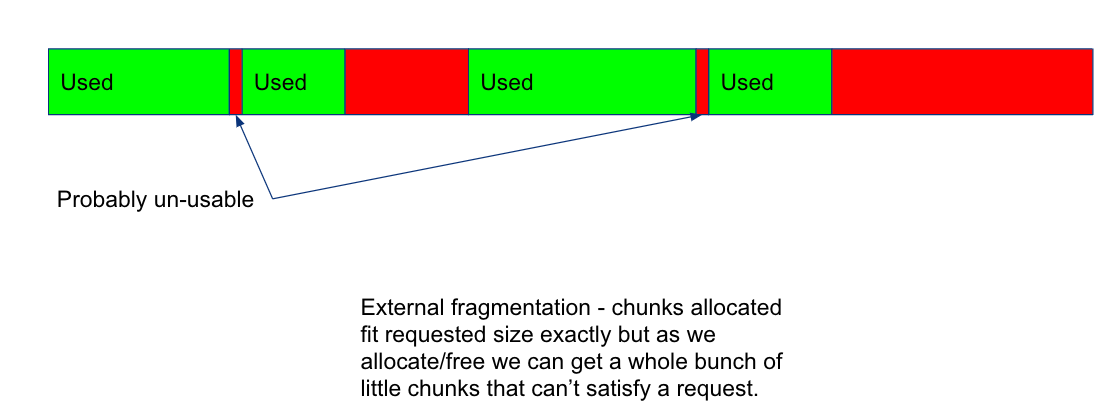 Used
Used
Used
Used
Probably un-usable
External fragmentation - chunks allocated
fit requested size exactly but as we
allocate/free we can get a whole bunch of
little chunks that can’t satisfy a request.